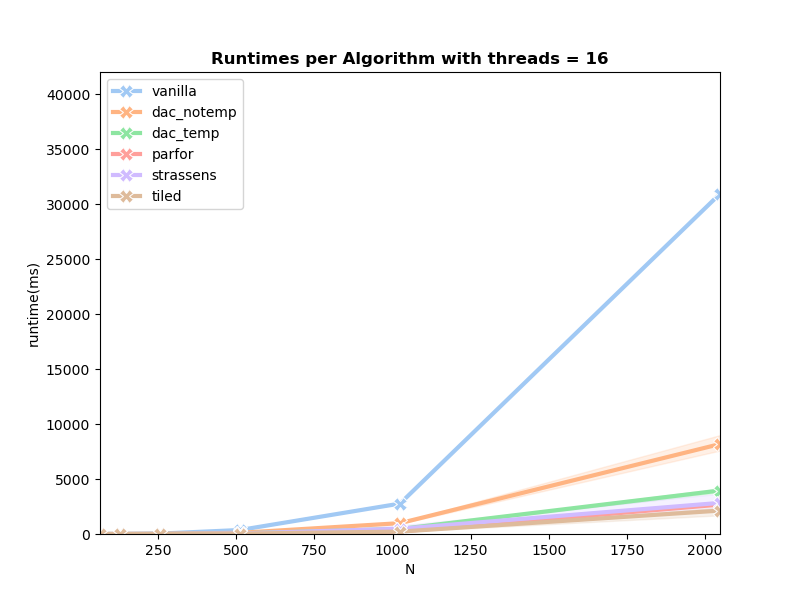 Runtimes per Algorithm with threads = 16
vanilla
dac_notemp
dac_temp
parfor
strassens
tiled
runtime(ms)
40000
35000
30000
25000
20000
15000
10000
5000
0
250 500 750 1000 1250 1500 1750 2000
N